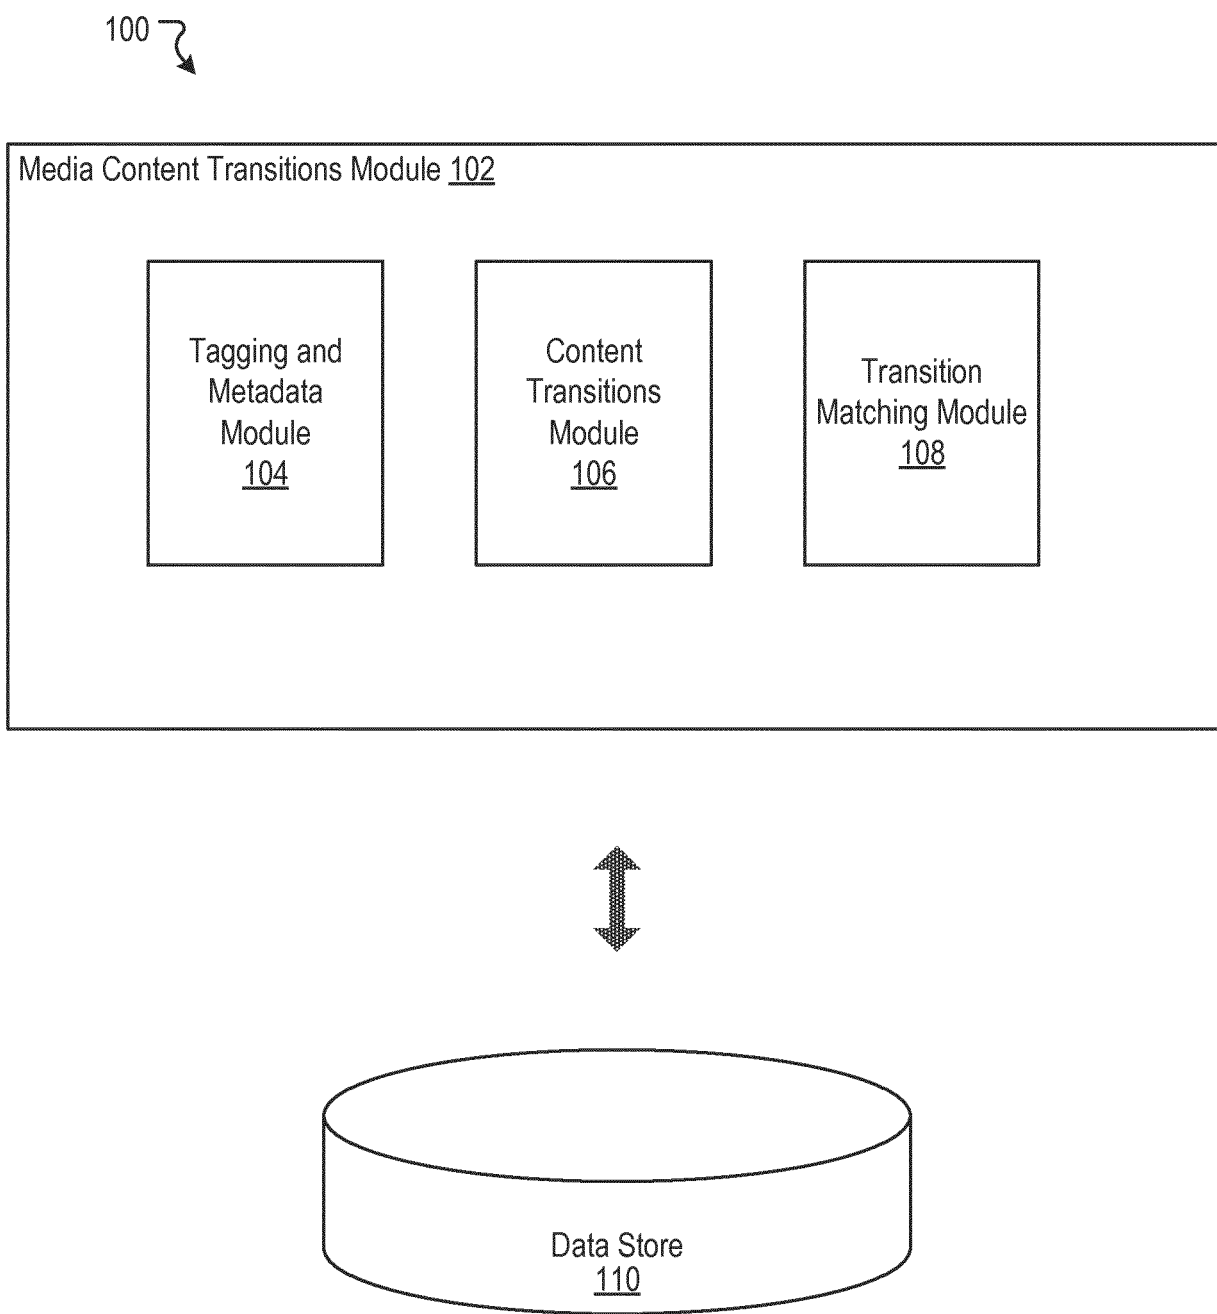 100
Media Content Transitions Module 102
Tagging and
Metadata
Module
104
Content
Transitions
Module
106
Transition
Matching Module
108
Data Store
110